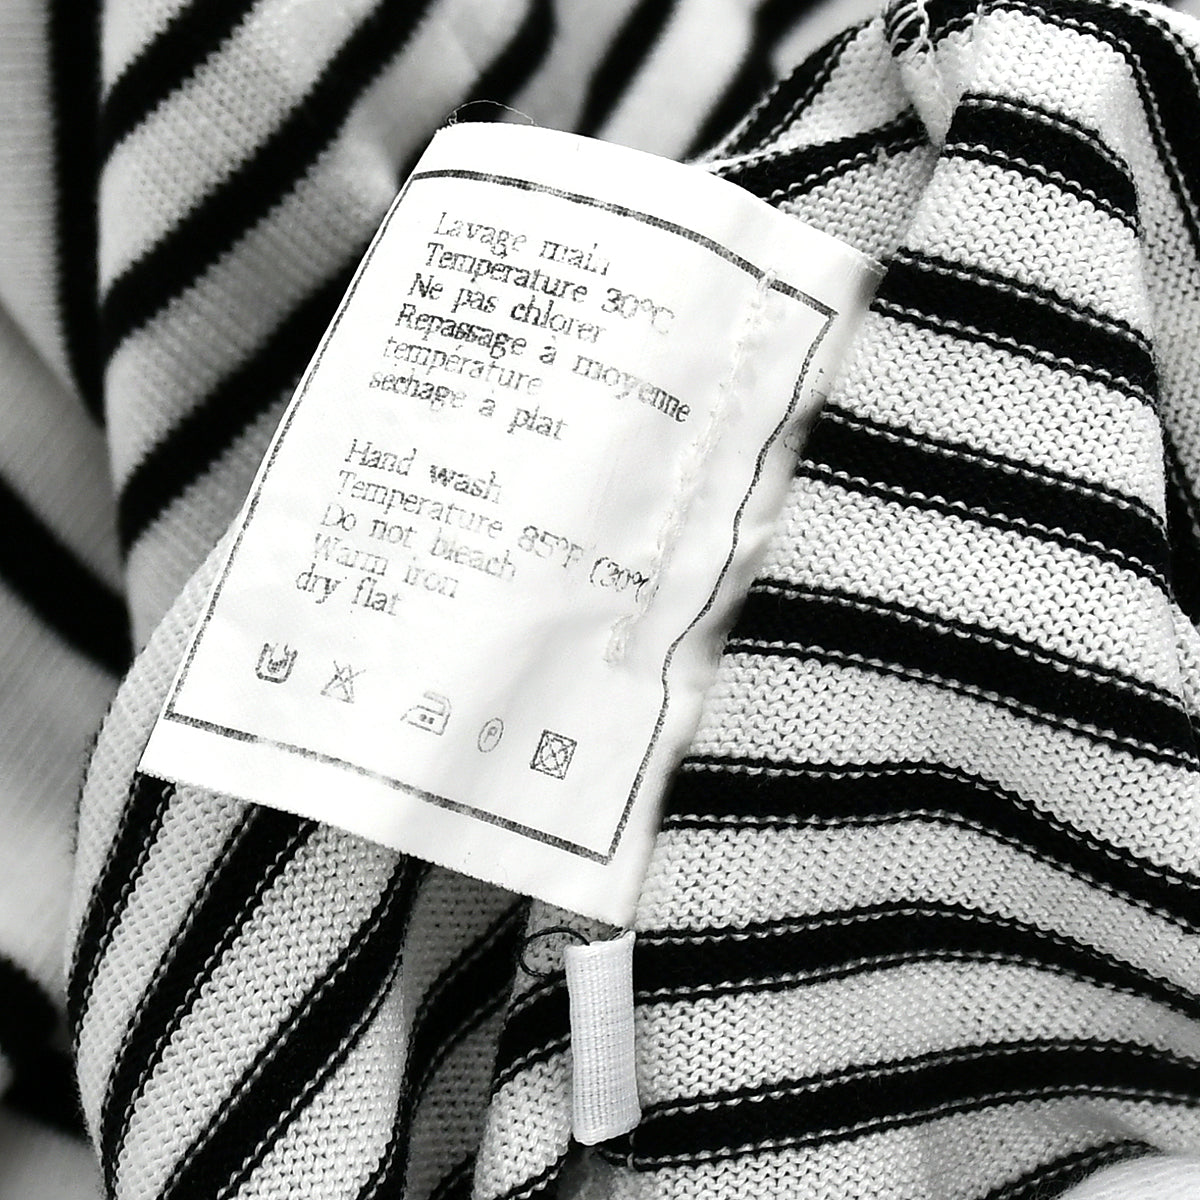 Lavage main
Temperature 30°C
Ne pas chlorer
Repassage à moyenne
temperature
sechage a plat
Hand wash
Temperature 85°F (30°C
Do not bleach
Warm iron
dry flat
P